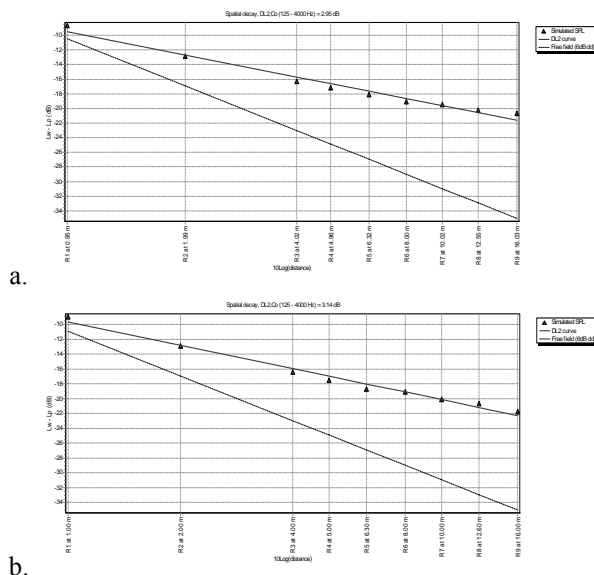 Spatial decay, DL2,Co (125 - 4000 Hz) = 2.95 dB
Simulated SPL
DL2 curve
Free field (6dB dd)
Lw - Lp (dB)
-10
-12
-14
-16
-18
-20
-22
-24
-26
-28
-30
-32
-34
R1 at 0.95 m
R2 at 1.99 m
R3 at 4.02 m
R4 at 4.96 m
R5 at 6.32 m
R6 at 8.00 m
R7 at 10.02 m
R8 at 12.55 m
R9 at 16.03 m
10Log(distance)
a.
Spatial decay, DL2,Co (125 - 4000 Hz) = 3.14 dB
Simulated SPL
DL2 curve
Free field (6dB dd)
Lw - Lp (dB)
-10
-12
-14
-16
-18
-20
-22
-24
-26
-28
-30
-32
-34
R1 at 1.00 m
R2 at 2.00 m
R3 at 4.00 m
R4 at 5.00 m
R5 at 6.30 m
R6 at 8.00 m
R7 at 10.00 m
R8 at 12.60 m
R9 at 16.00 m
10Log(distance)
b.